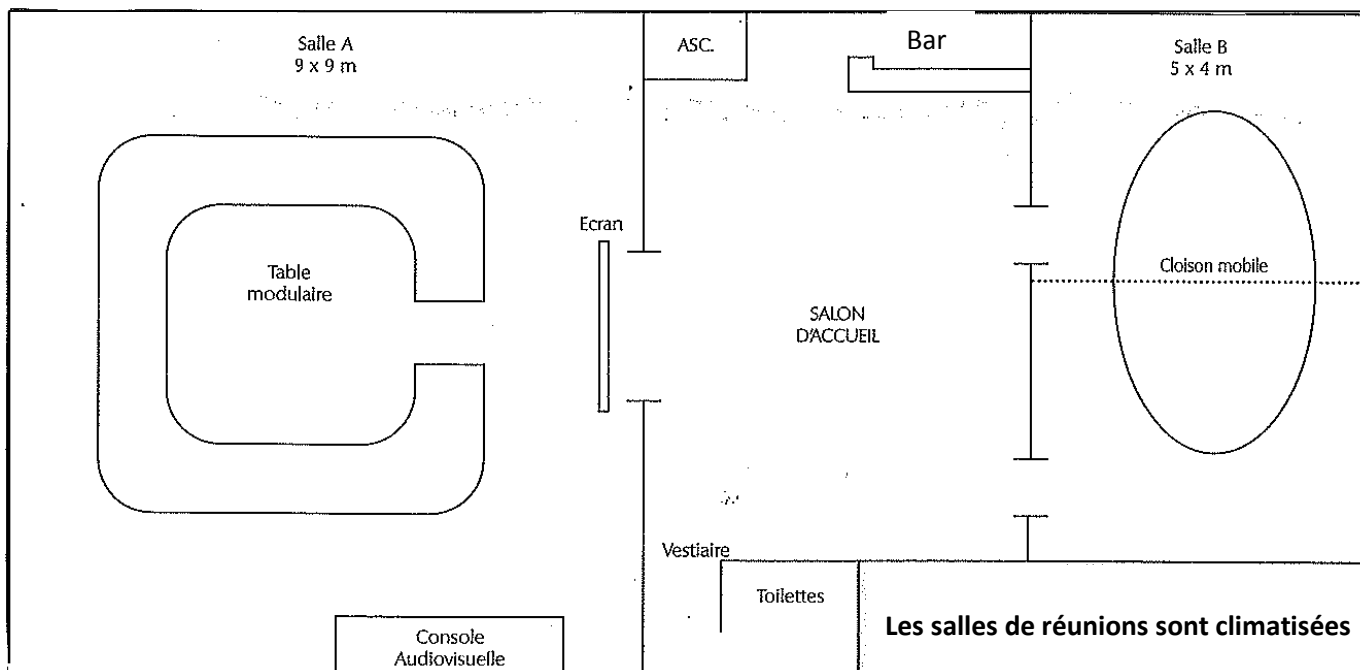 Salle A
9 x 9 m
ASC.
Bar
Salle B
5 x 4 m
Ecran
Table
modulaire
Cloison mobile
SALON
D'ACCUEIL
Vestiaire
Toilettes
Console
Audiovisuelle
Les salles de réunions sont climatisées